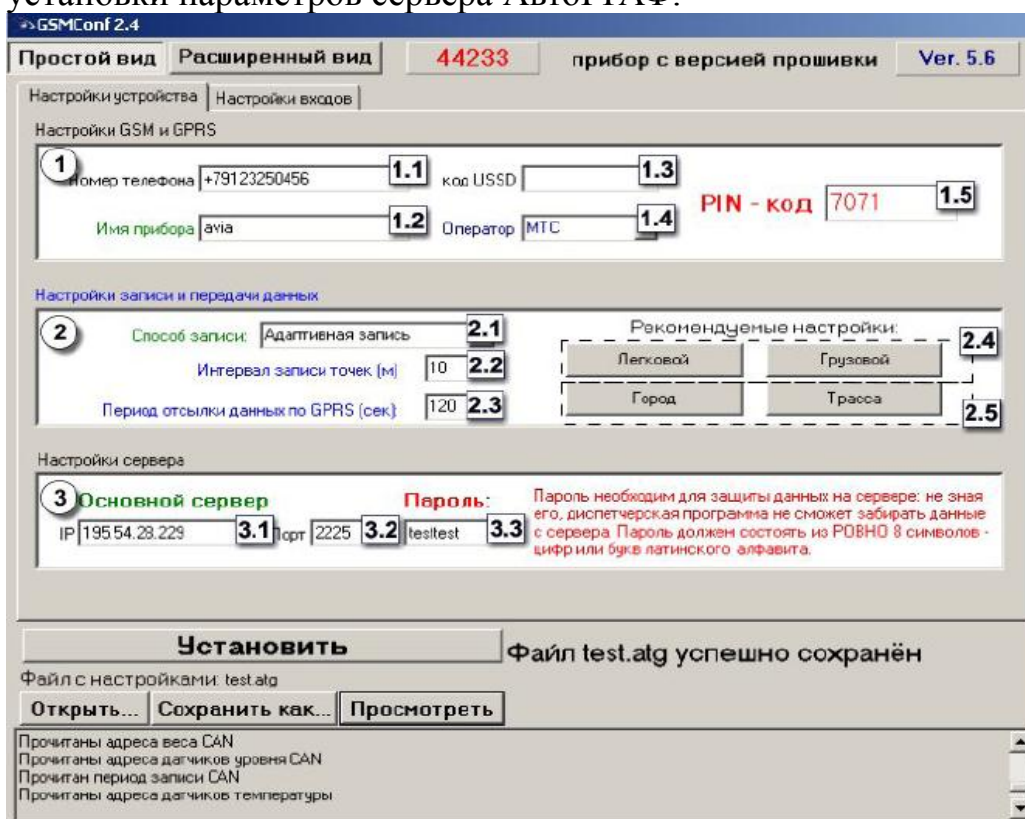 установки параметров сервера АвтоГРАФ:
GSMConf 2.4
Простой вид Расширенный вид 44233 прибор с версией прошивки Ver. 5.6
Настройки устройства Настройки входов
Настройки GSM и GPRS
1 Номер телефона +79123250456 1.1 код USSD 1.3 PIN - код 7071 1.5
Имя прибора avia 1.2 Оператор МТС 1.4
Настройки записи и передачи данных
2 Способ записи: Адаптивная запись 2.1 Рекомендуемые настройки: 2.4
Интервал записи точек (м) 10 2.2 Легковой Грузовой
Период отсылки данных по GPRS (сек) 120 2.3 Город Трасса 2.5
Настройки сервера
3 Основной сервер Пароль:
IP 195.54.28.229 3.1 Порт 2225 3.2 testtest 3.3
Пароль необходим для защиты данных на сервере: не зная
его, диспетчерская программа не сможет забирать данные
с сервера. Пароль должен состоять из РОВНО 8 символов -
цифр или букв латинского алфавита.
Установить Файл test.atg успешно сохранён
Файл с настройками: test.atg
Открыть... Сохранить как... Просмотреть
Прочитаны адреса веса CAN
Прочитаны адреса датчиков уровня CAN
Прочитан период записи CAN
Прочитаны адреса датчиков температуры